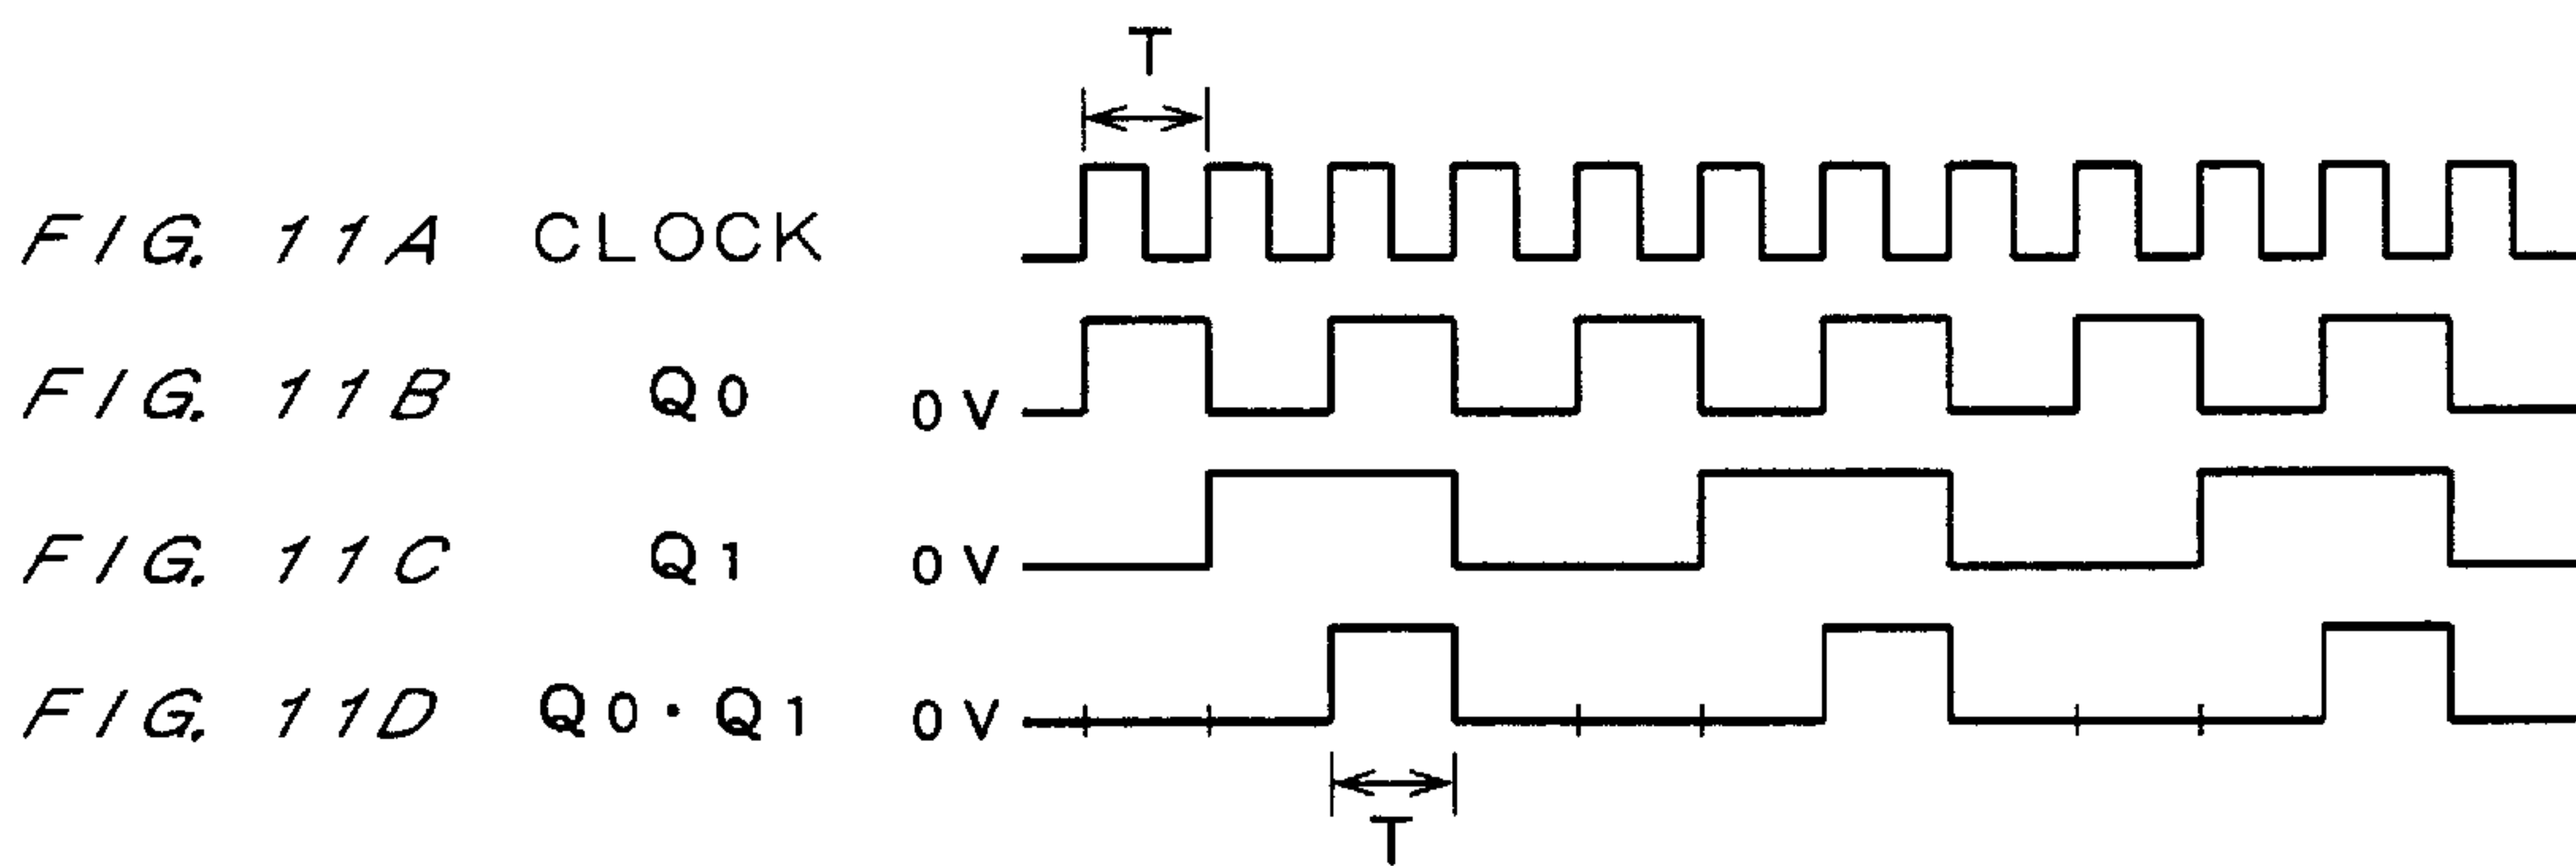 T
FIG. 11A CLOCK
FIG. 11B Q0 0V
FIG. 11C Q1 0V
FIG. 11D Q0·Q1 0V
T